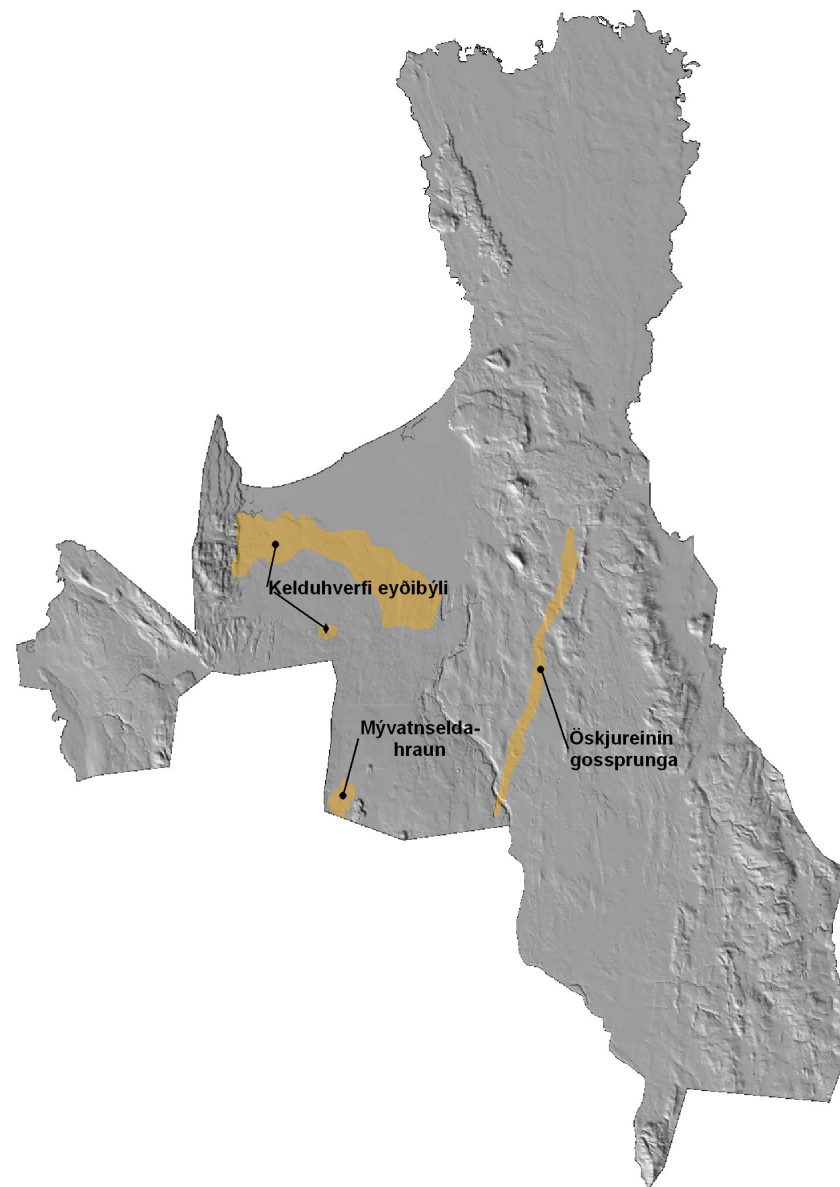 Kelduhverfi eyðibýli
Mývatnselda-
hraun
Öskjureinin
gossprunga